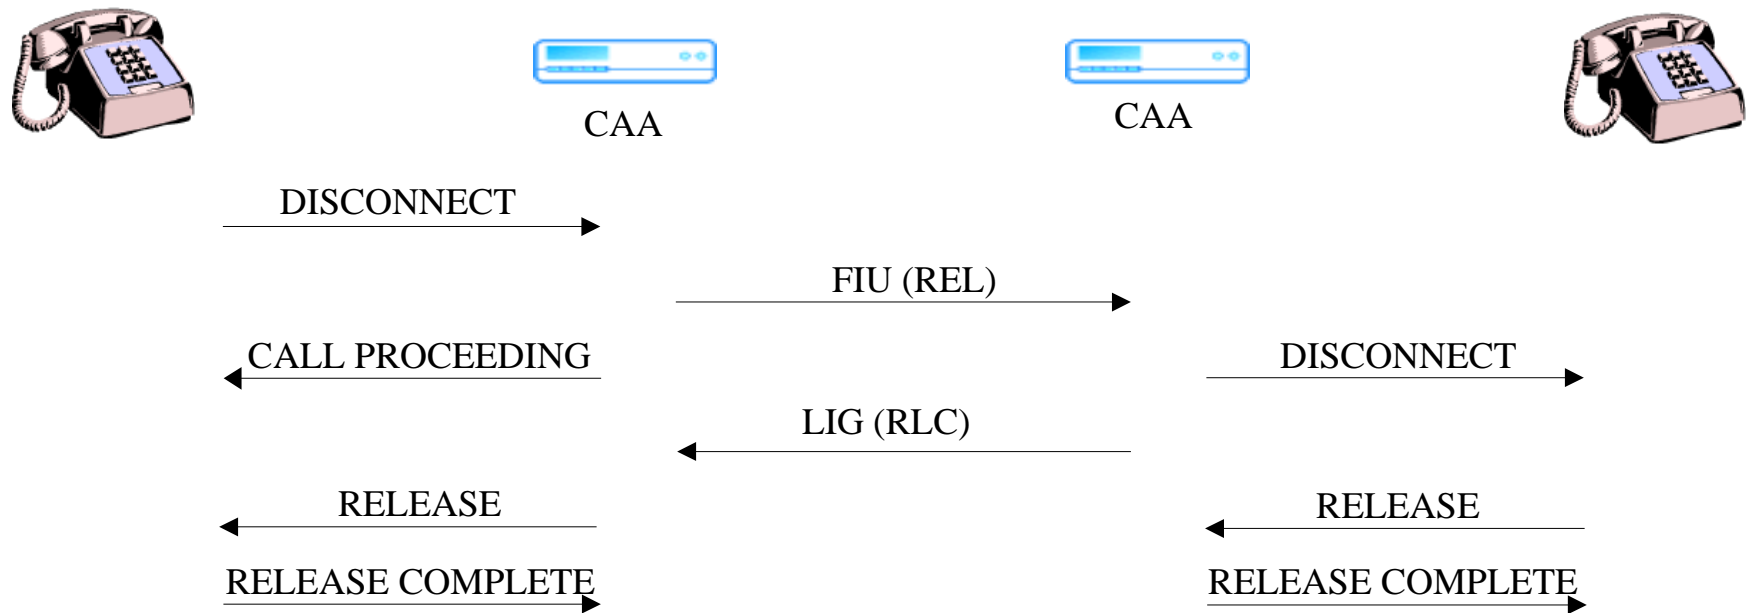 CAA
CAA
DISCONNECT
FIU (REL)
CALL PROCEEDING
DISCONNECT
LIG (RLC)
RELEASE
RELEASE
RELEASE COMPLETE
RELEASE COMPLETE